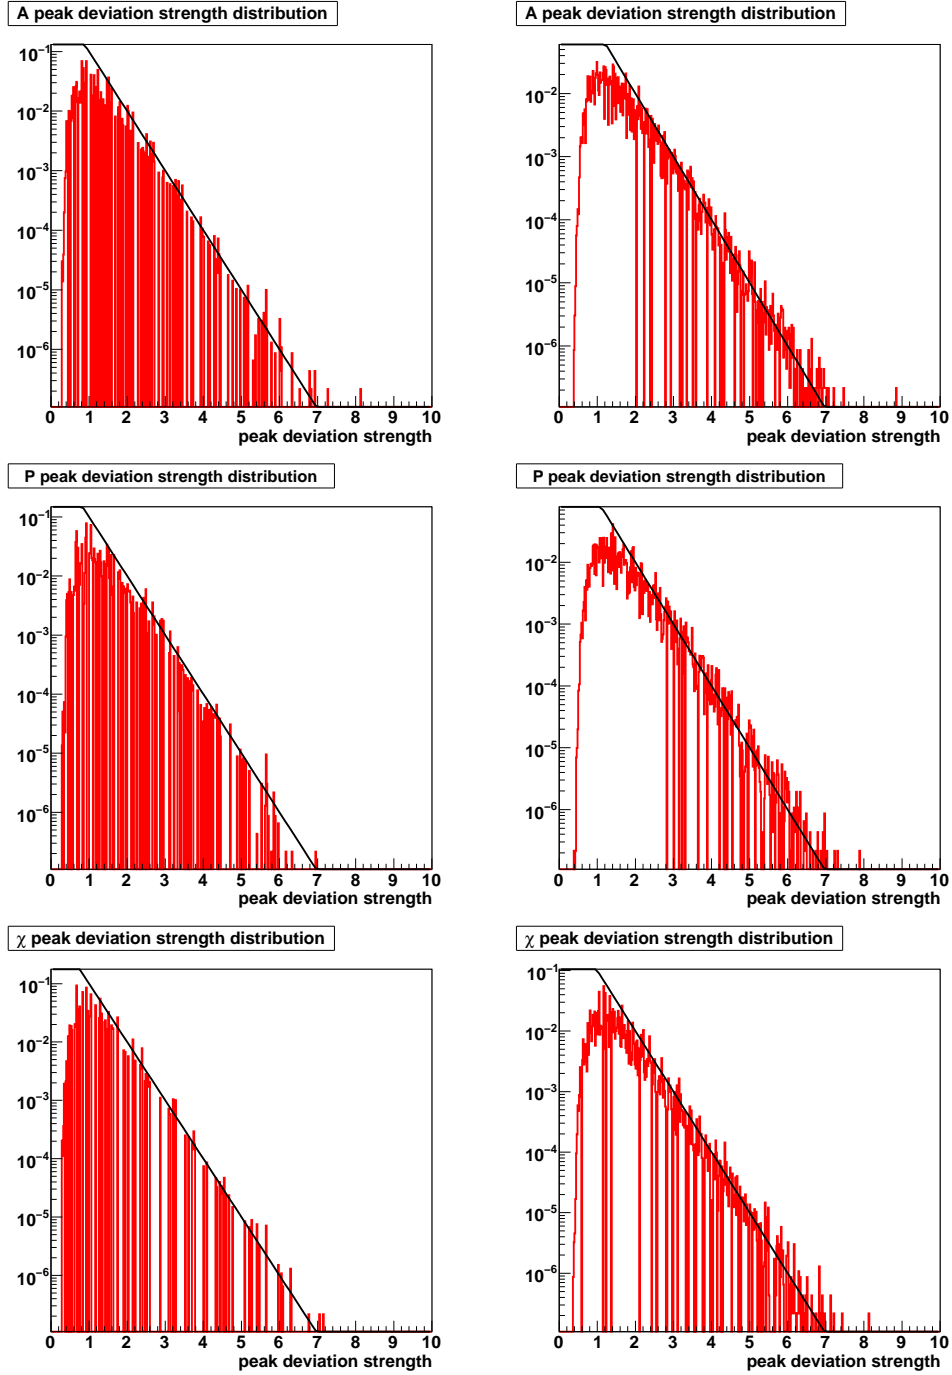 A peak deviation strength distribution
10⁻¹
10⁻²
10⁻³
10⁻⁴
10⁻⁵
10⁻⁶
0 1 2 3 4 5 6 7 8 9 10
peak deviation strength
A peak deviation strength distribution
10⁻²
10⁻³
10⁻⁴
10⁻⁵
10⁻⁶
0 1 2 3 4 5 6 7 8 9 10
peak deviation strength
P peak deviation strength distribution
10⁻¹
10⁻²
10⁻³
10⁻⁴
10⁻⁵
10⁻⁶
0 1 2 3 4 5 6 7 8 9 10
peak deviation strength
P peak deviation strength distribution
10⁻²
10⁻³
10⁻⁴
10⁻⁵
10⁻⁶
0 1 2 3 4 5 6 7 8 9 10
peak deviation strength
χ peak deviation strength distribution
10⁻¹
10⁻²
10⁻³
10⁻⁴
10⁻⁵
10⁻⁶
0 1 2 3 4 5 6 7 8 9 10
peak deviation strength
χ peak deviation strength distribution
10⁻¹
10⁻²
10⁻³
10⁻⁴
10⁻⁵
10⁻⁶
0 1 2 3 4 5 6 7 8 9 10
peak deviation strength